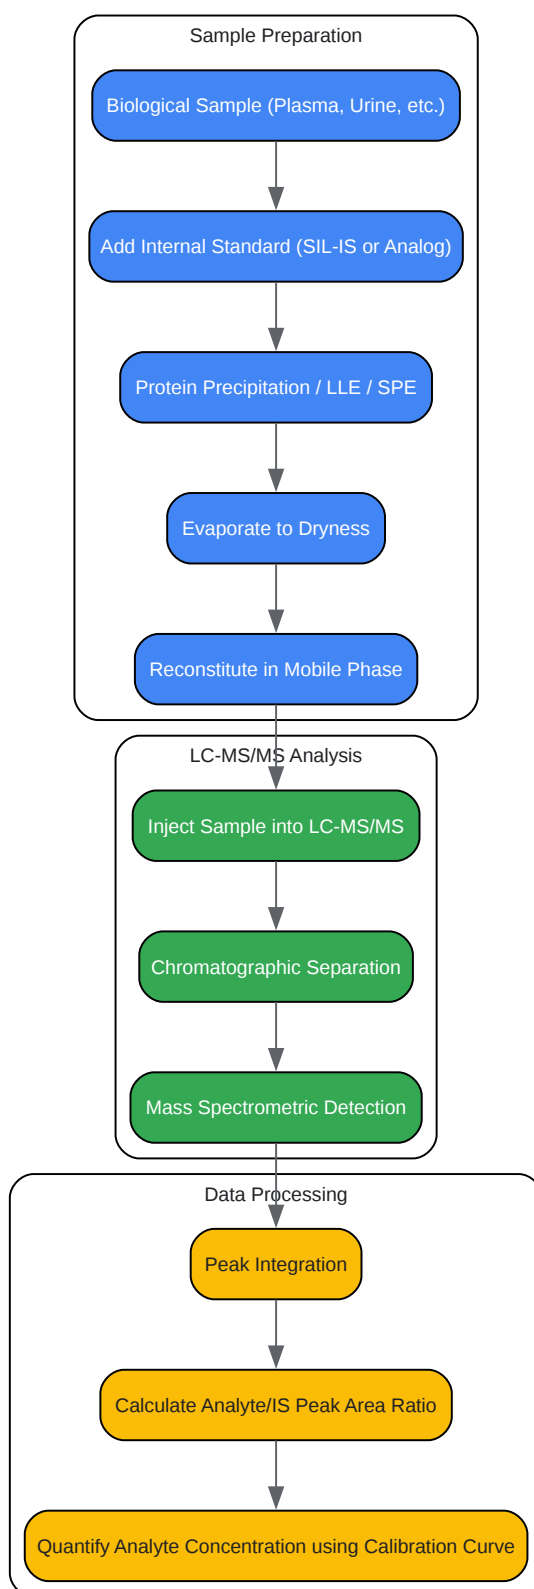 Sample Preparation
Biological Sample (Plasma, Urine, etc.)
Add Internal Standard (SIL-IS or Analog)
Protein Precipitation / LLE / SPE
Evaporate to Dryness
Reconstitute in Mobile Phase
LC-MS/MS Analysis
Inject Sample into LC-MS/MS
Chromatographic Separation
Mass Spectrometric Detection
Data Processing
Peak Integration
Calculate Analyte/IS Peak Area Ratio
Quantify Analyte Concentration using Calibration Curve